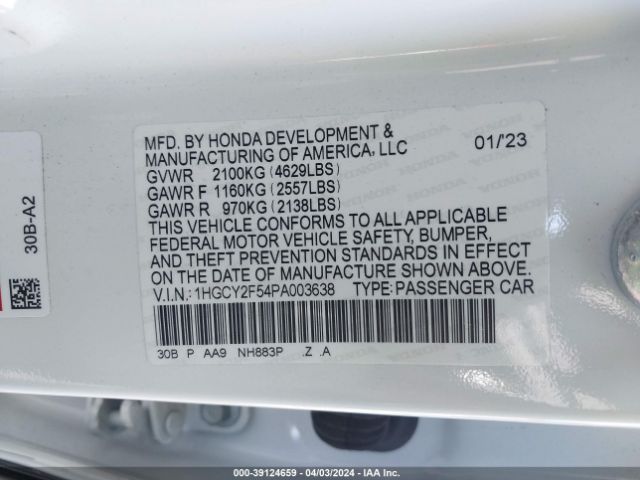 MFD. BY HONDA DEVELOPMENT &
MANUFACTURING OF AMERICA, LLC 01/'23
GVWR 2100KG (4629LBS)
GAWR F 1160KG (2557LBS)
GAWR R 970KG (2138LBS)
THIS VEHICLE CONFORMS TO ALL APPLICABLE
FEDERAL MOTOR VEHICLE SAFETY, BUMPER,
AND THEFT PREVENTION STANDARDS IN EFFECT
ON THE DATE OF MANUFACTURE SHOWN ABOVE.
V.I.N.: 1HGCY2F54PA003638 TYPE: PASSENGER CAR
30B P AA9 NH883P .Z .A
30B-A2
HONDA
000-39124659 - 04/03/2024 - IAA Inc.